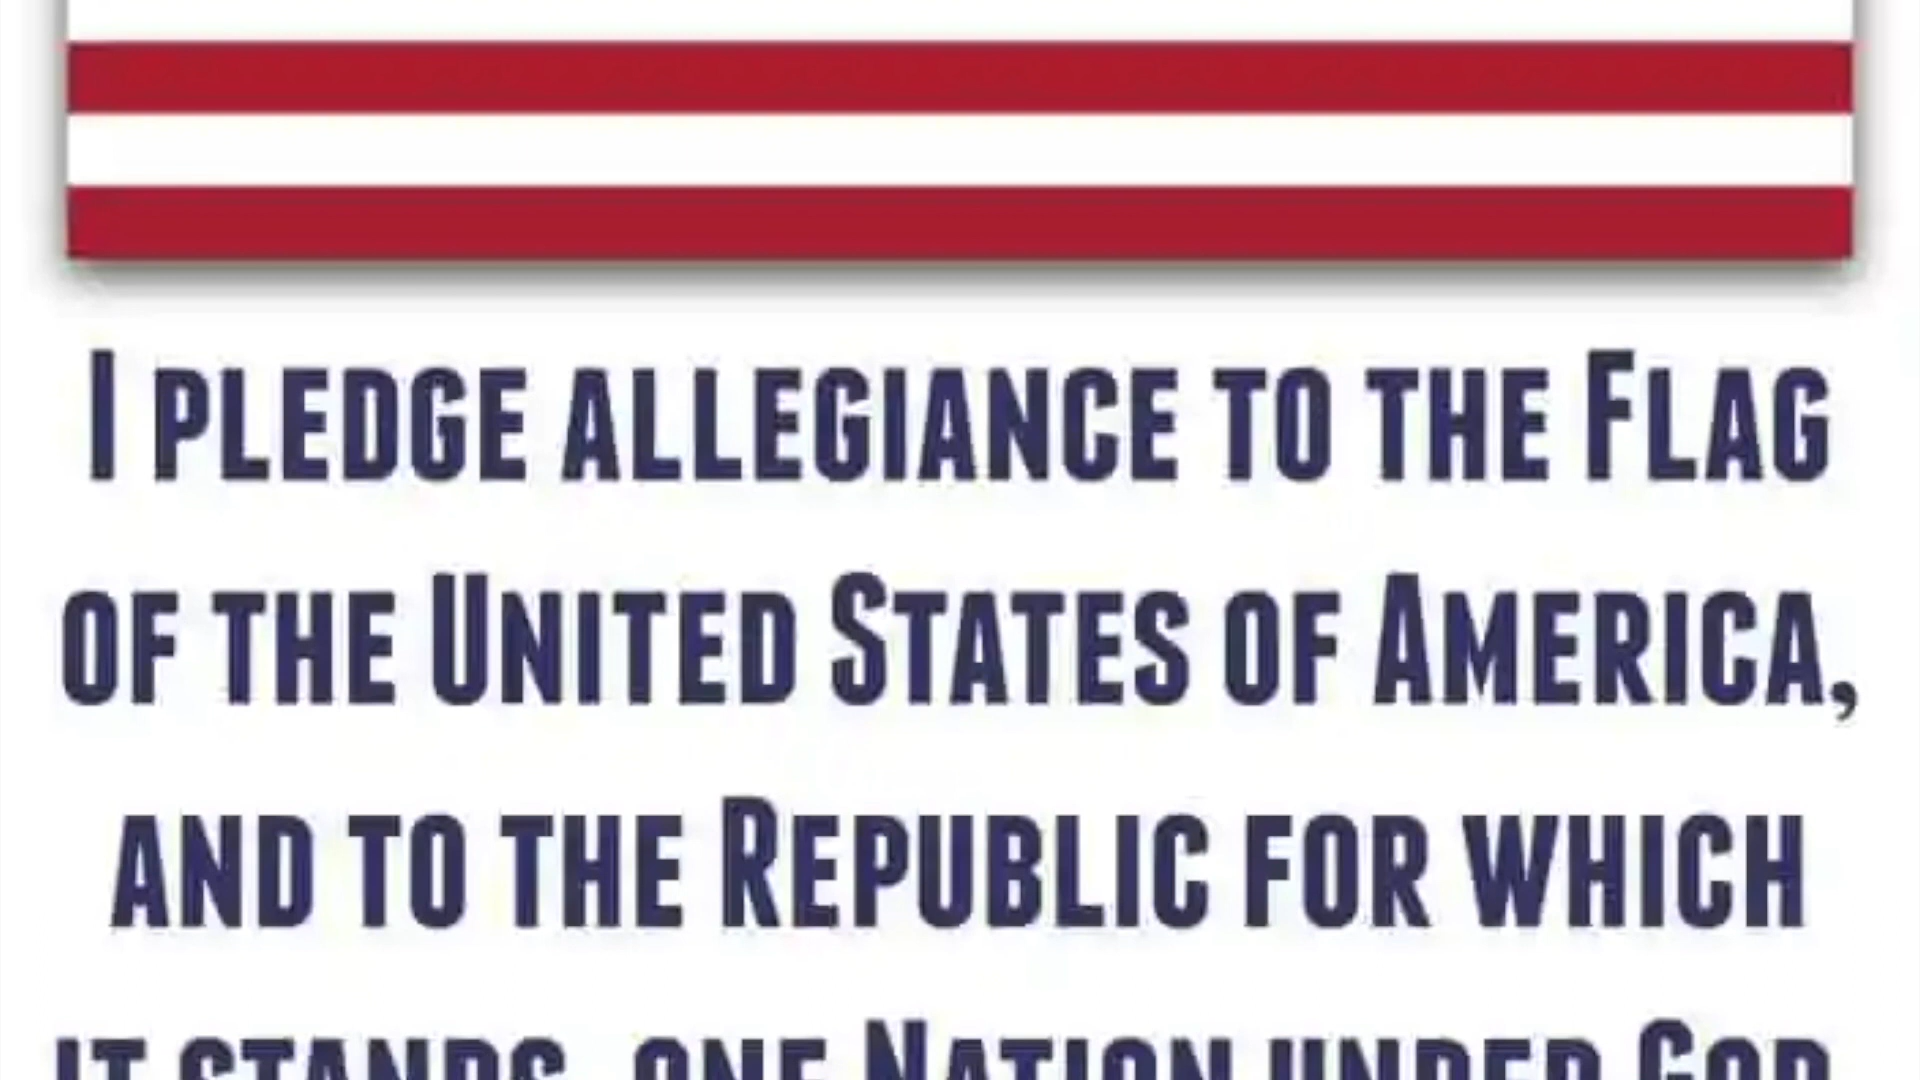 I PLEDGE ALLEGIANCE TO THE FLAG
OF THE UNITED STATES OF AMERICA,
AND TO THE REPUBLIC FOR WHICH
IT STANDS, ONE NATION UNDER GOD